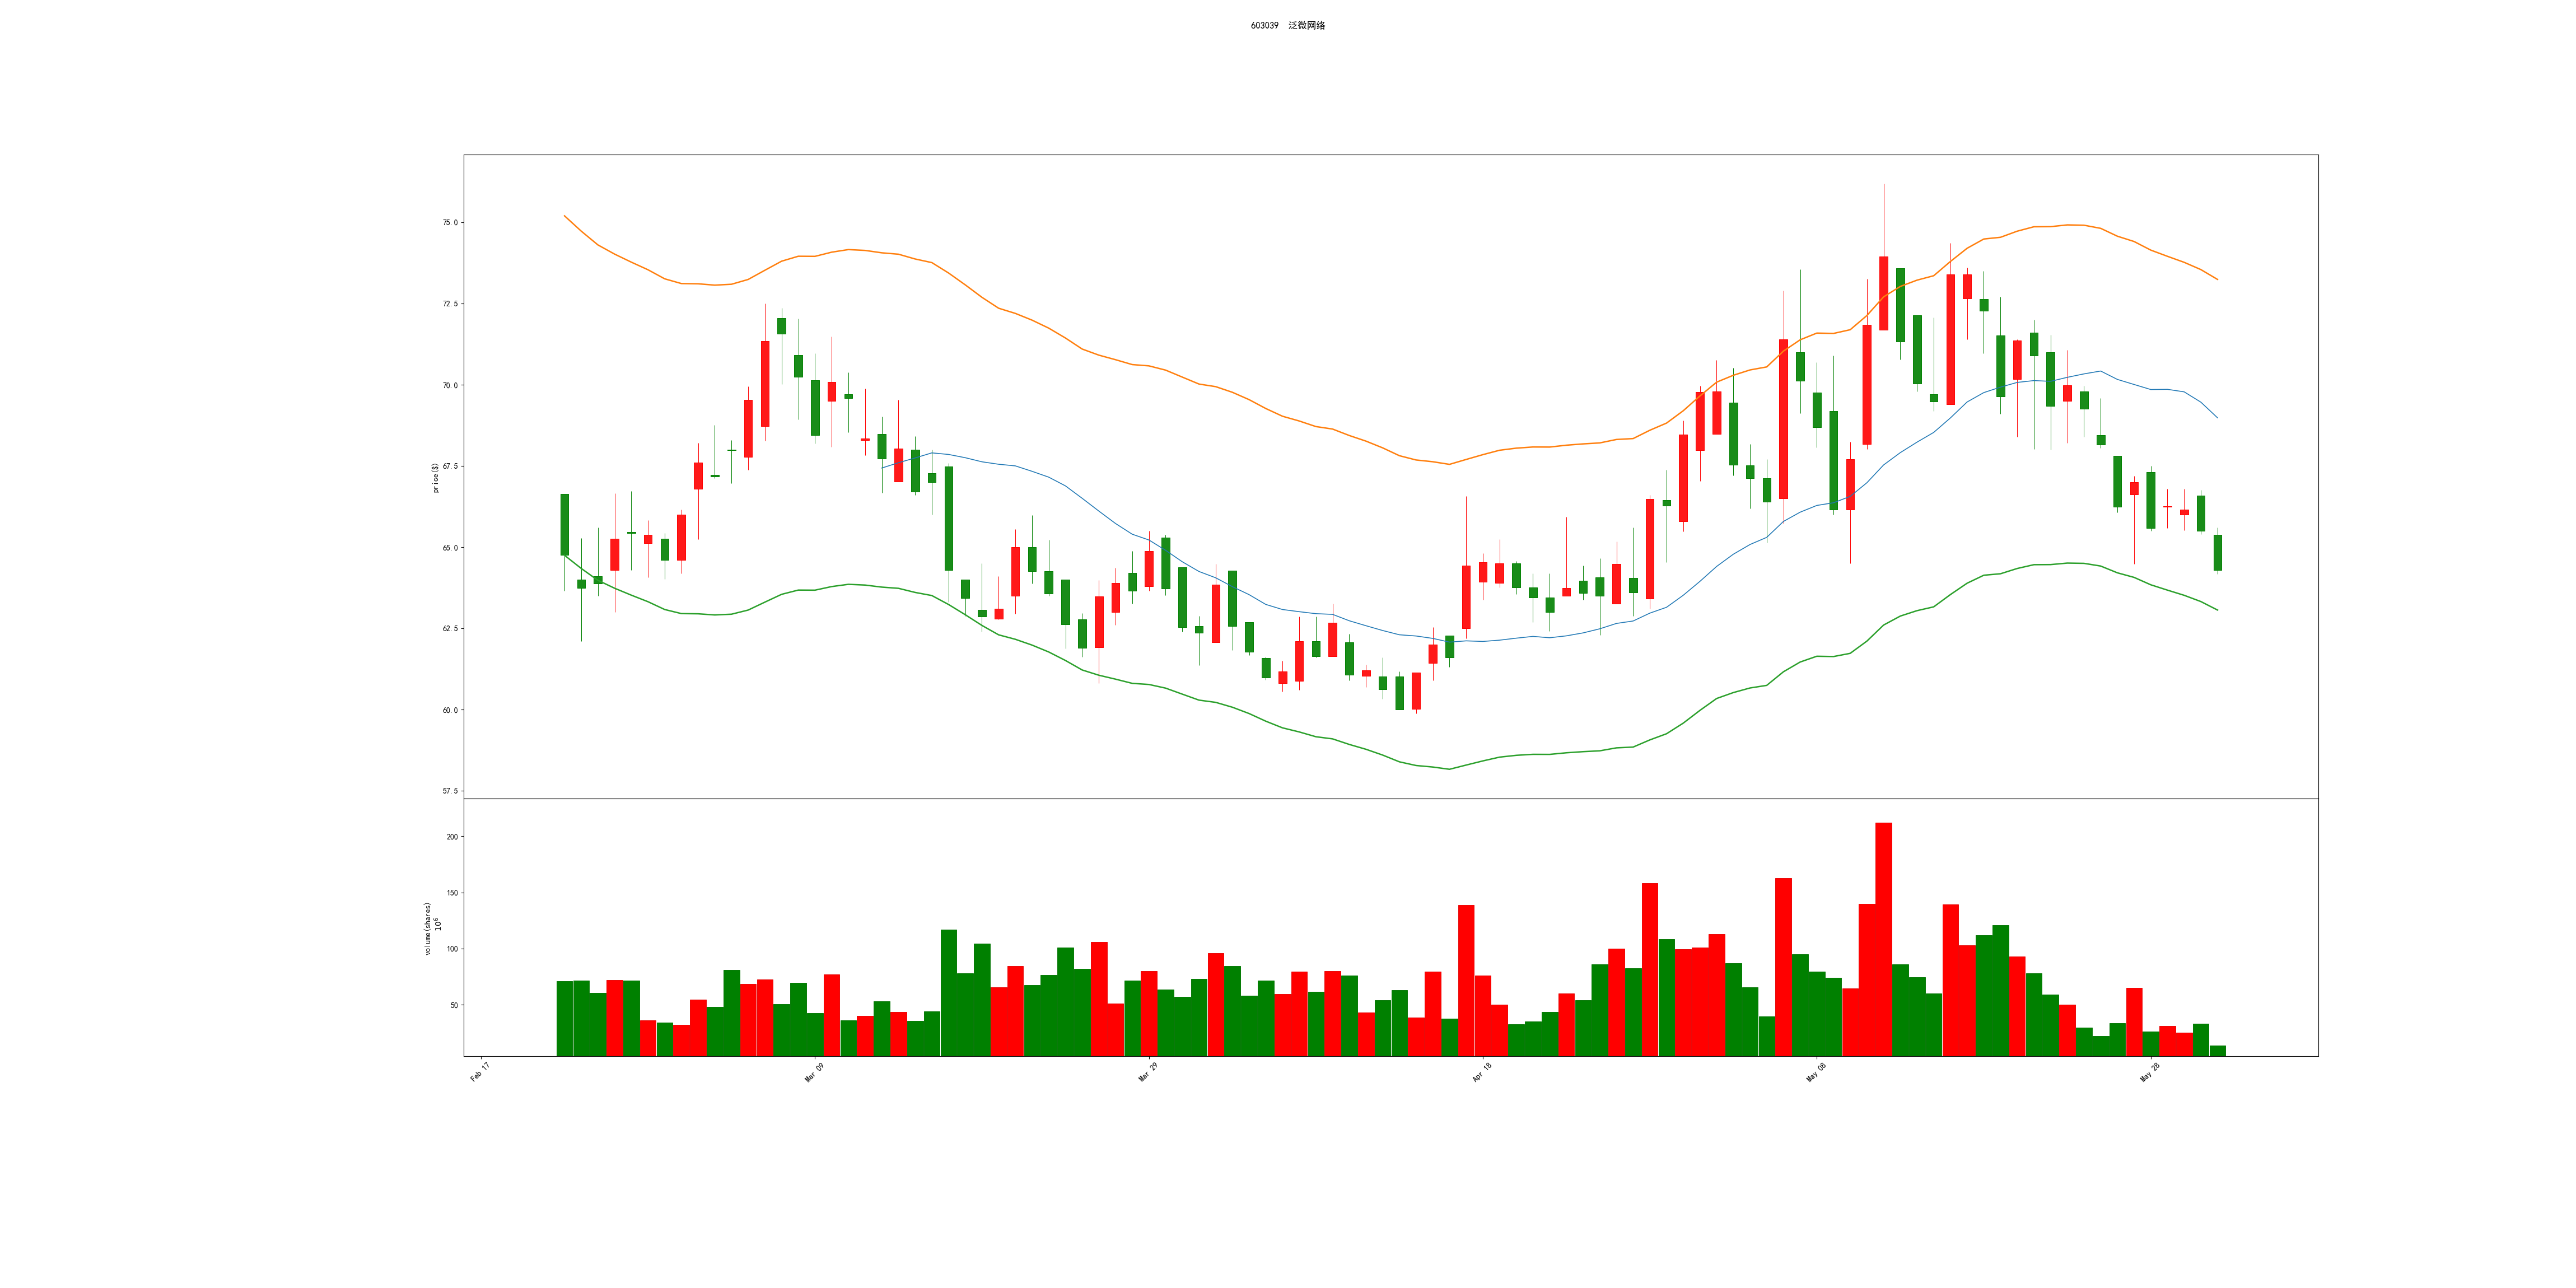 603039 泛微网络
price($)
75.0
72.5
70.0
67.5
65.0
62.5
60.0
57.5
volume(shares)
10^6
200
150
100
50
Feb 17
Mar 09
Mar 29
Apr 18
May 08
May 28